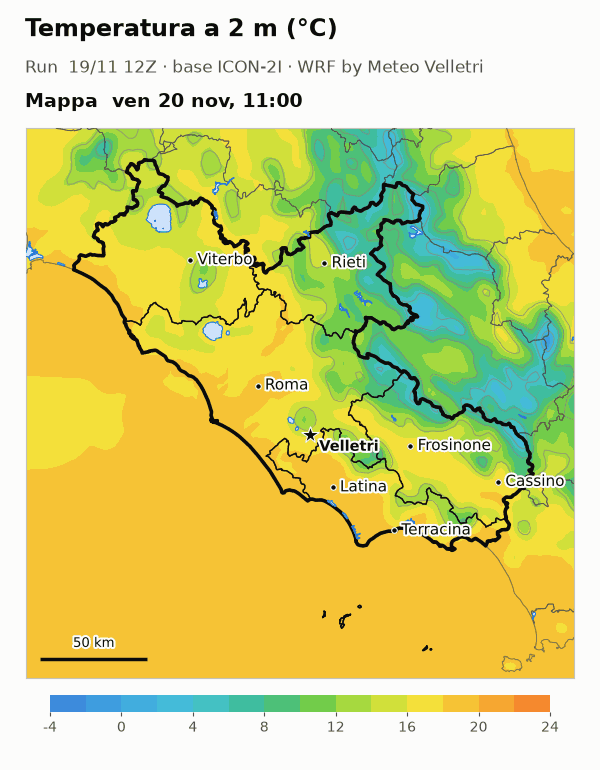 Temperatura a 2 m (°C)
Run  19/11 12Z · base ICON-2I · WRF by Meteo Velletri
Mappa  ven 20 nov, 11:00
Viterbo
Rieti
Roma
Velletri
Frosinone
Latina
Cassino
Terracina
50 km
-4 0 4 8 12 16 20 24